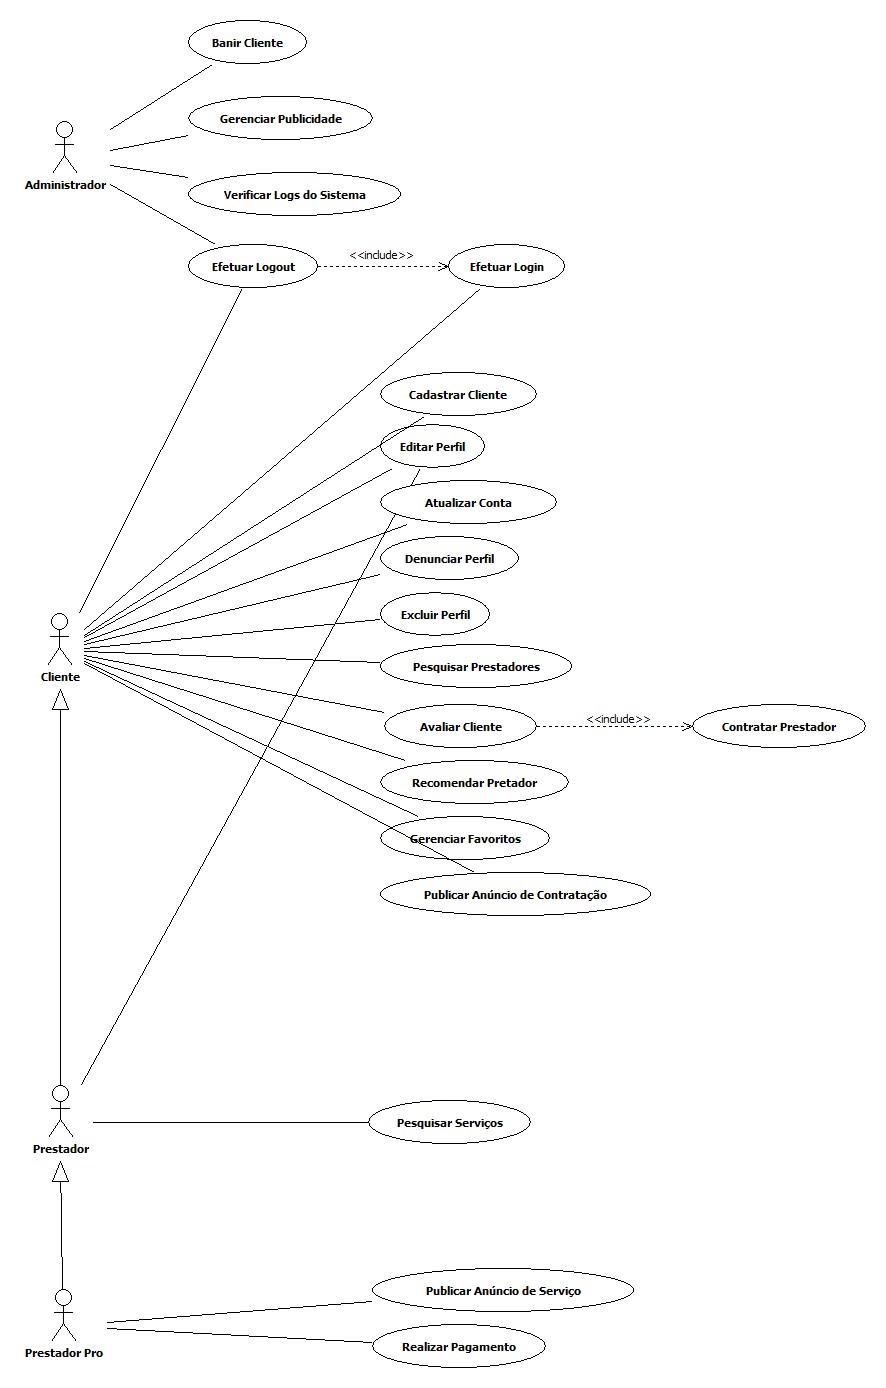 Banir Cliente
Gerenciar Publicidade
Administrador
Verificar Logs do Sistema
<<include>>
Efetuar Logout
Efetuar Login
Cadastrar Cliente
Editar Perfil
Atualizar Conta
Denunciar Perfil
Excluir Perfil
Pesquisar Prestadores
Cliente
<<include>>
Avaliar Cliente
Contratar Prestador
Recomendar Pretador
Gerenciar Favoritos
Publicar Anúncio de Contratação
Pesquisar Serviços
Prestador
Publicar Anúncio de Serviço
Realizar Pagamento
Prestador Pro